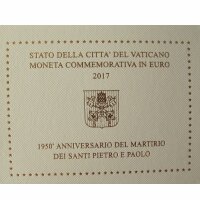 STATO DELLA CITTA' DEL VATICANO
MONETA COMMEMORATIVA IN EURO
2017
1950° ANNIVERSARIO DEL MARTIRIO
DEI SANTI PIETRO E PAOLO